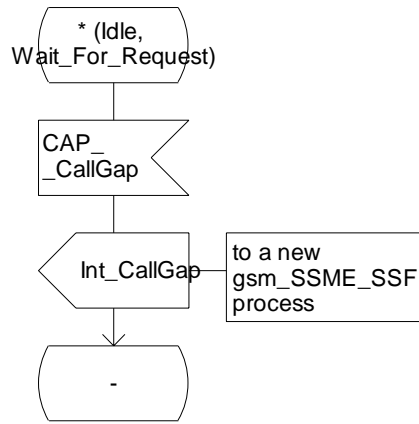 * (Idle,
Wait_For_Request)
CAP_
_CallGap
Int_CallGap
to a new
gsm_SSME_SSF
process
-